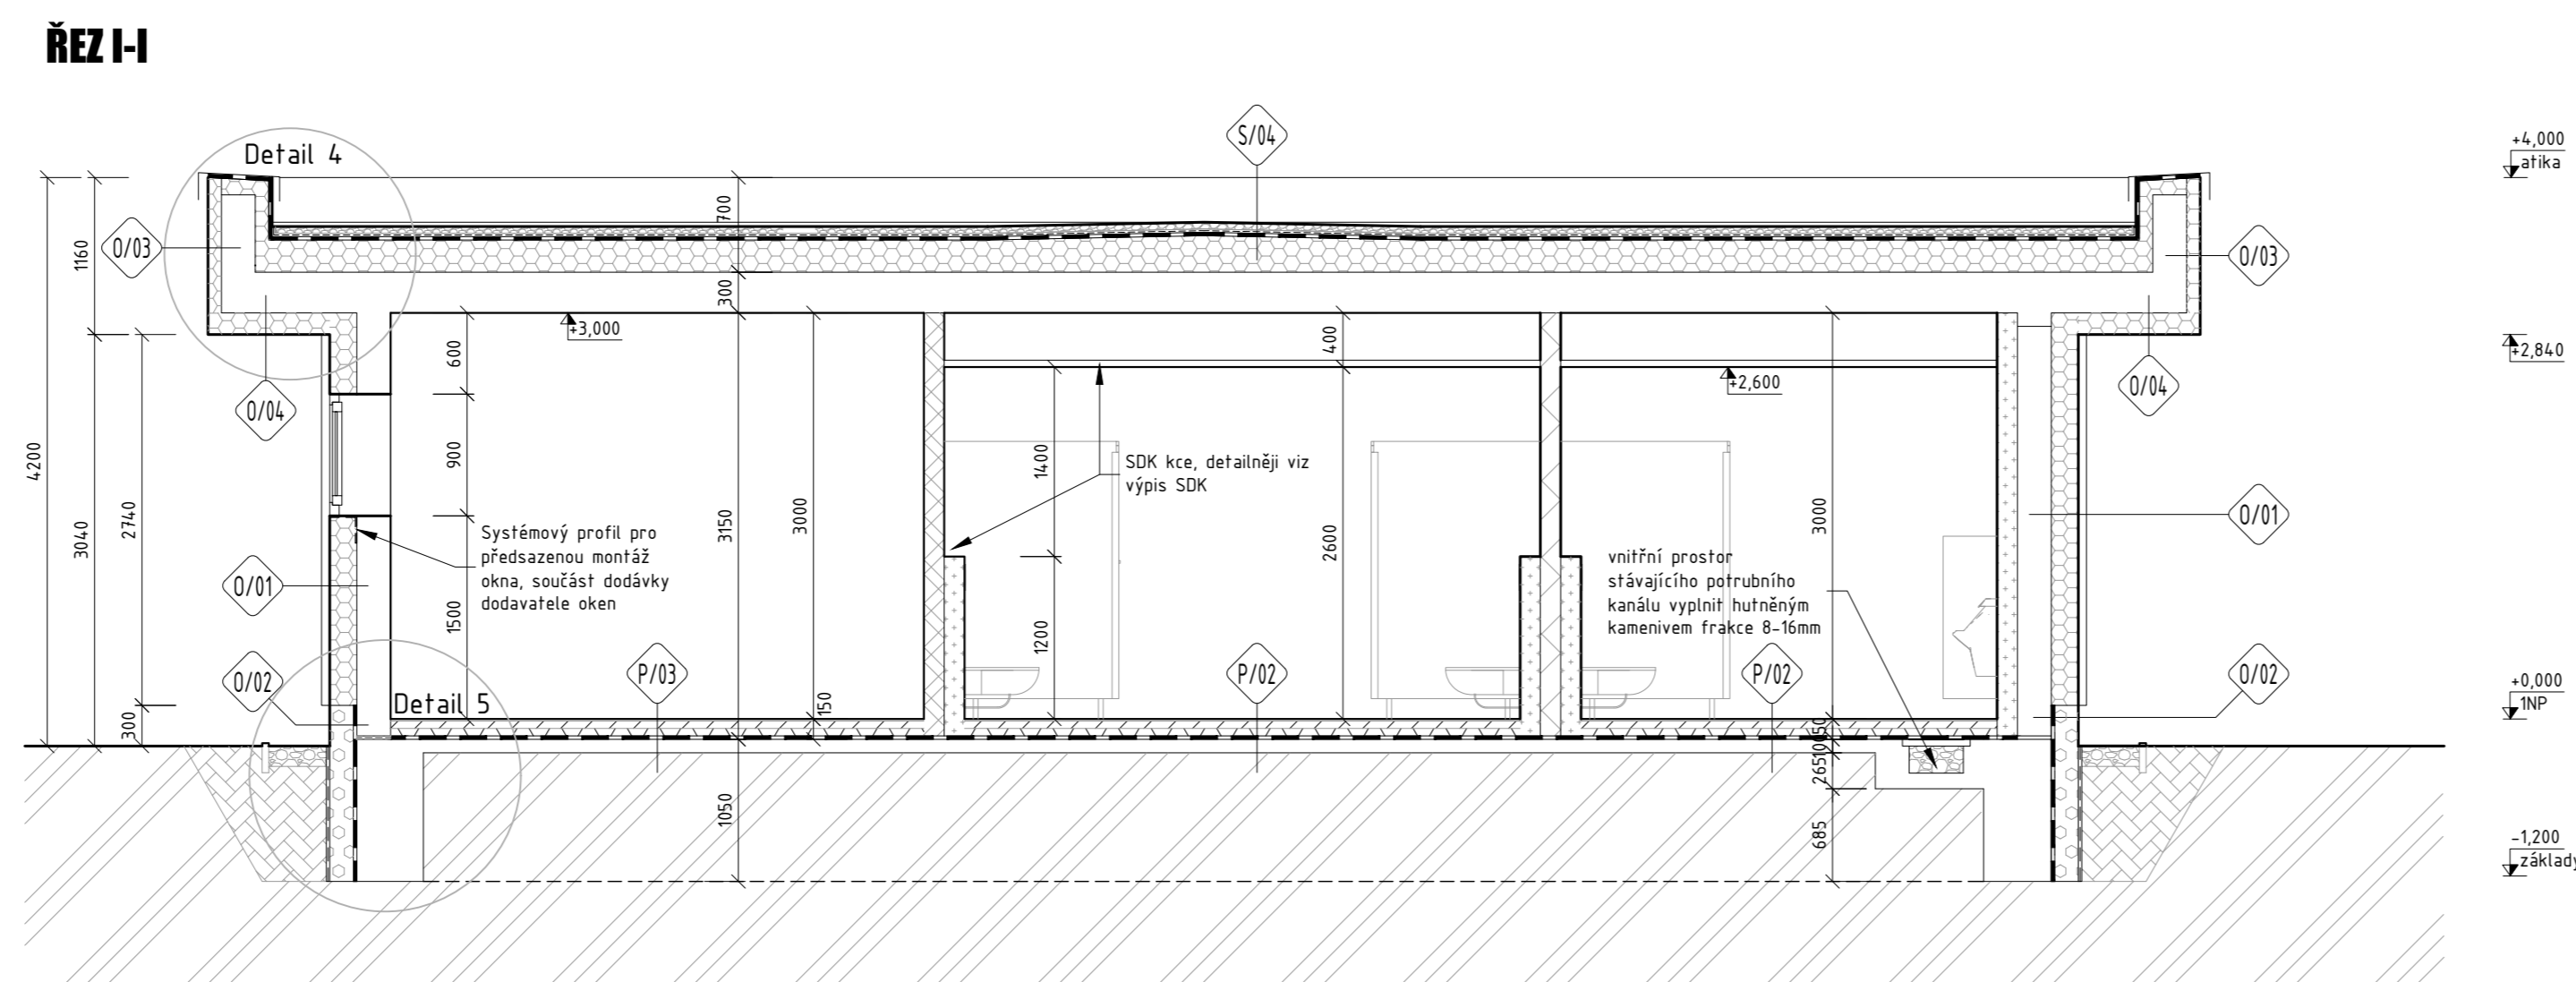 ŘEZ I-I
Detail 4
S/04
+4,000
atika
700
1160
O/03
O/03
300
+3,000
400
+2,840
600
+2,600
O/04
O/04
4200
900
1400
SDK kce, detailněji viz
výpis SDK
3040
2740
3150
3000
2600
3000
O/01
Systémový profil pro
předsazenou montáž
okna, součást dodávky
dodavatele oken
vnitřní prostor
stávajícího potrubního
kanálu vyplnit hutněným
kamenivem frakce 8-16mm
O/01
1500
1200
O/02
P/03
P/02
P/02
O/02
+0,000
1NP
Detail 5
300
150
150
100
265
1050
685
-1,200
základy